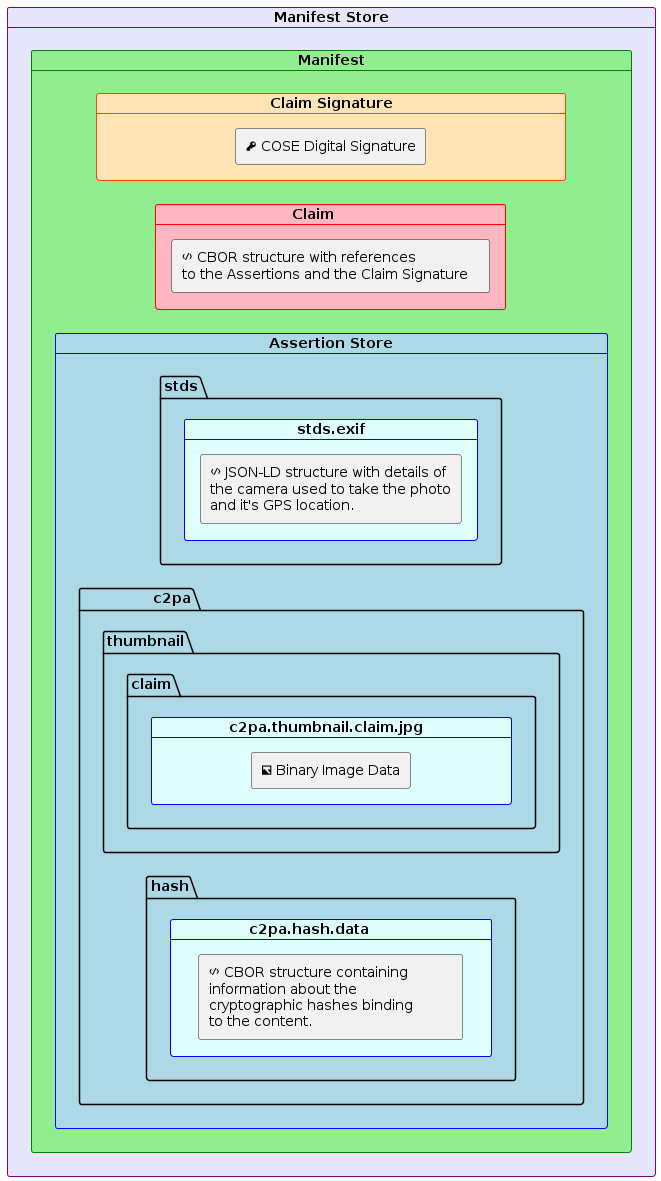 Manifest Store
Manifest
Claim Signature
COSE Digital Signature
Claim
CBOR structure with references
to the Assertions and the Claim Signature
Assertion Store
stds
stds.exif
JSON-LD structure with details of
the camera used to take the photo
and it's GPS location.
c2pa
thumbnail
claim
c2pa.thumbnail.claim.jpg
Binary Image Data
hash
c2pa.hash.data
CBOR structure containing
information about the
cryptographic hashes binding
to the content.